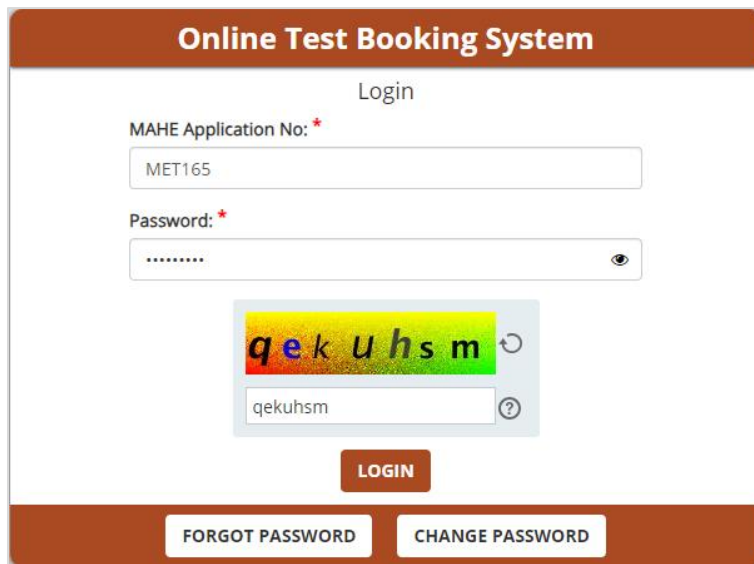 Online Test Booking System
Login
MAHE Application No: *
MET165
Password: *
•••••••••
qekuhsm
qekuhsm
LOGIN
FORGOT PASSWORD CHANGE PASSWORD